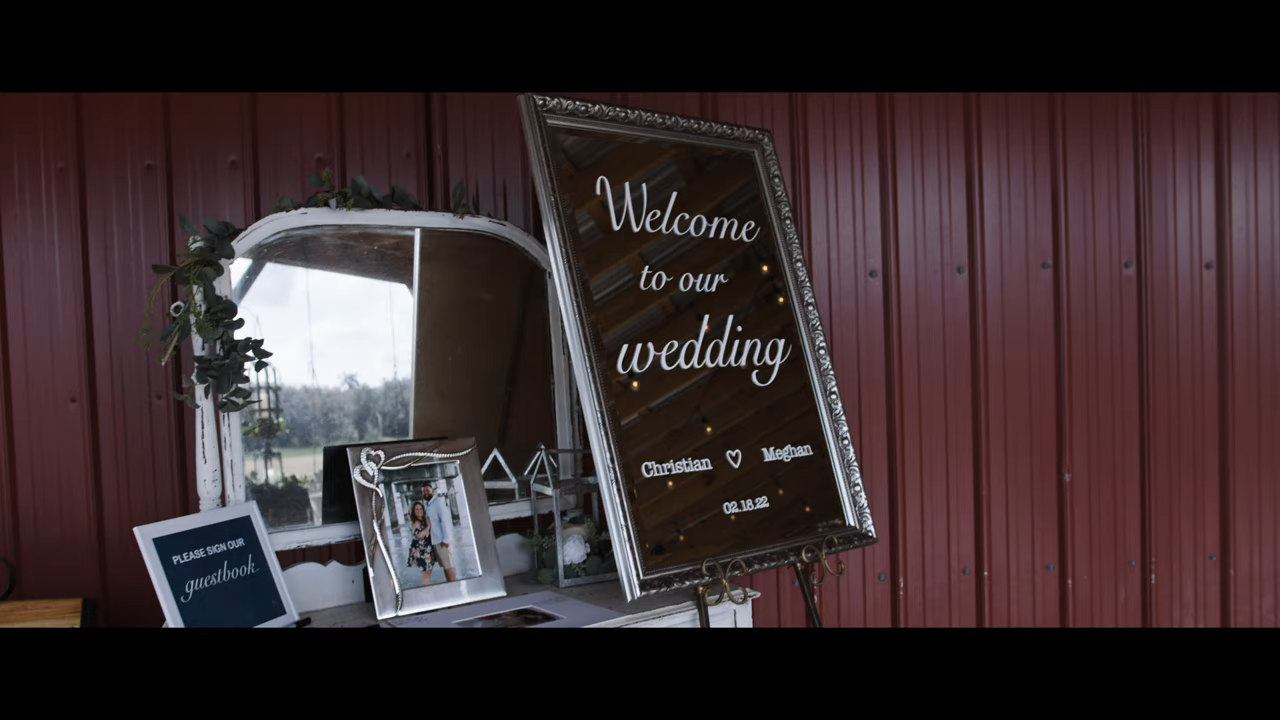 Welcome
to our
wedding
Christian ♡ Meghan
02.18.22
PLEASE SIGN OUR
guestbook